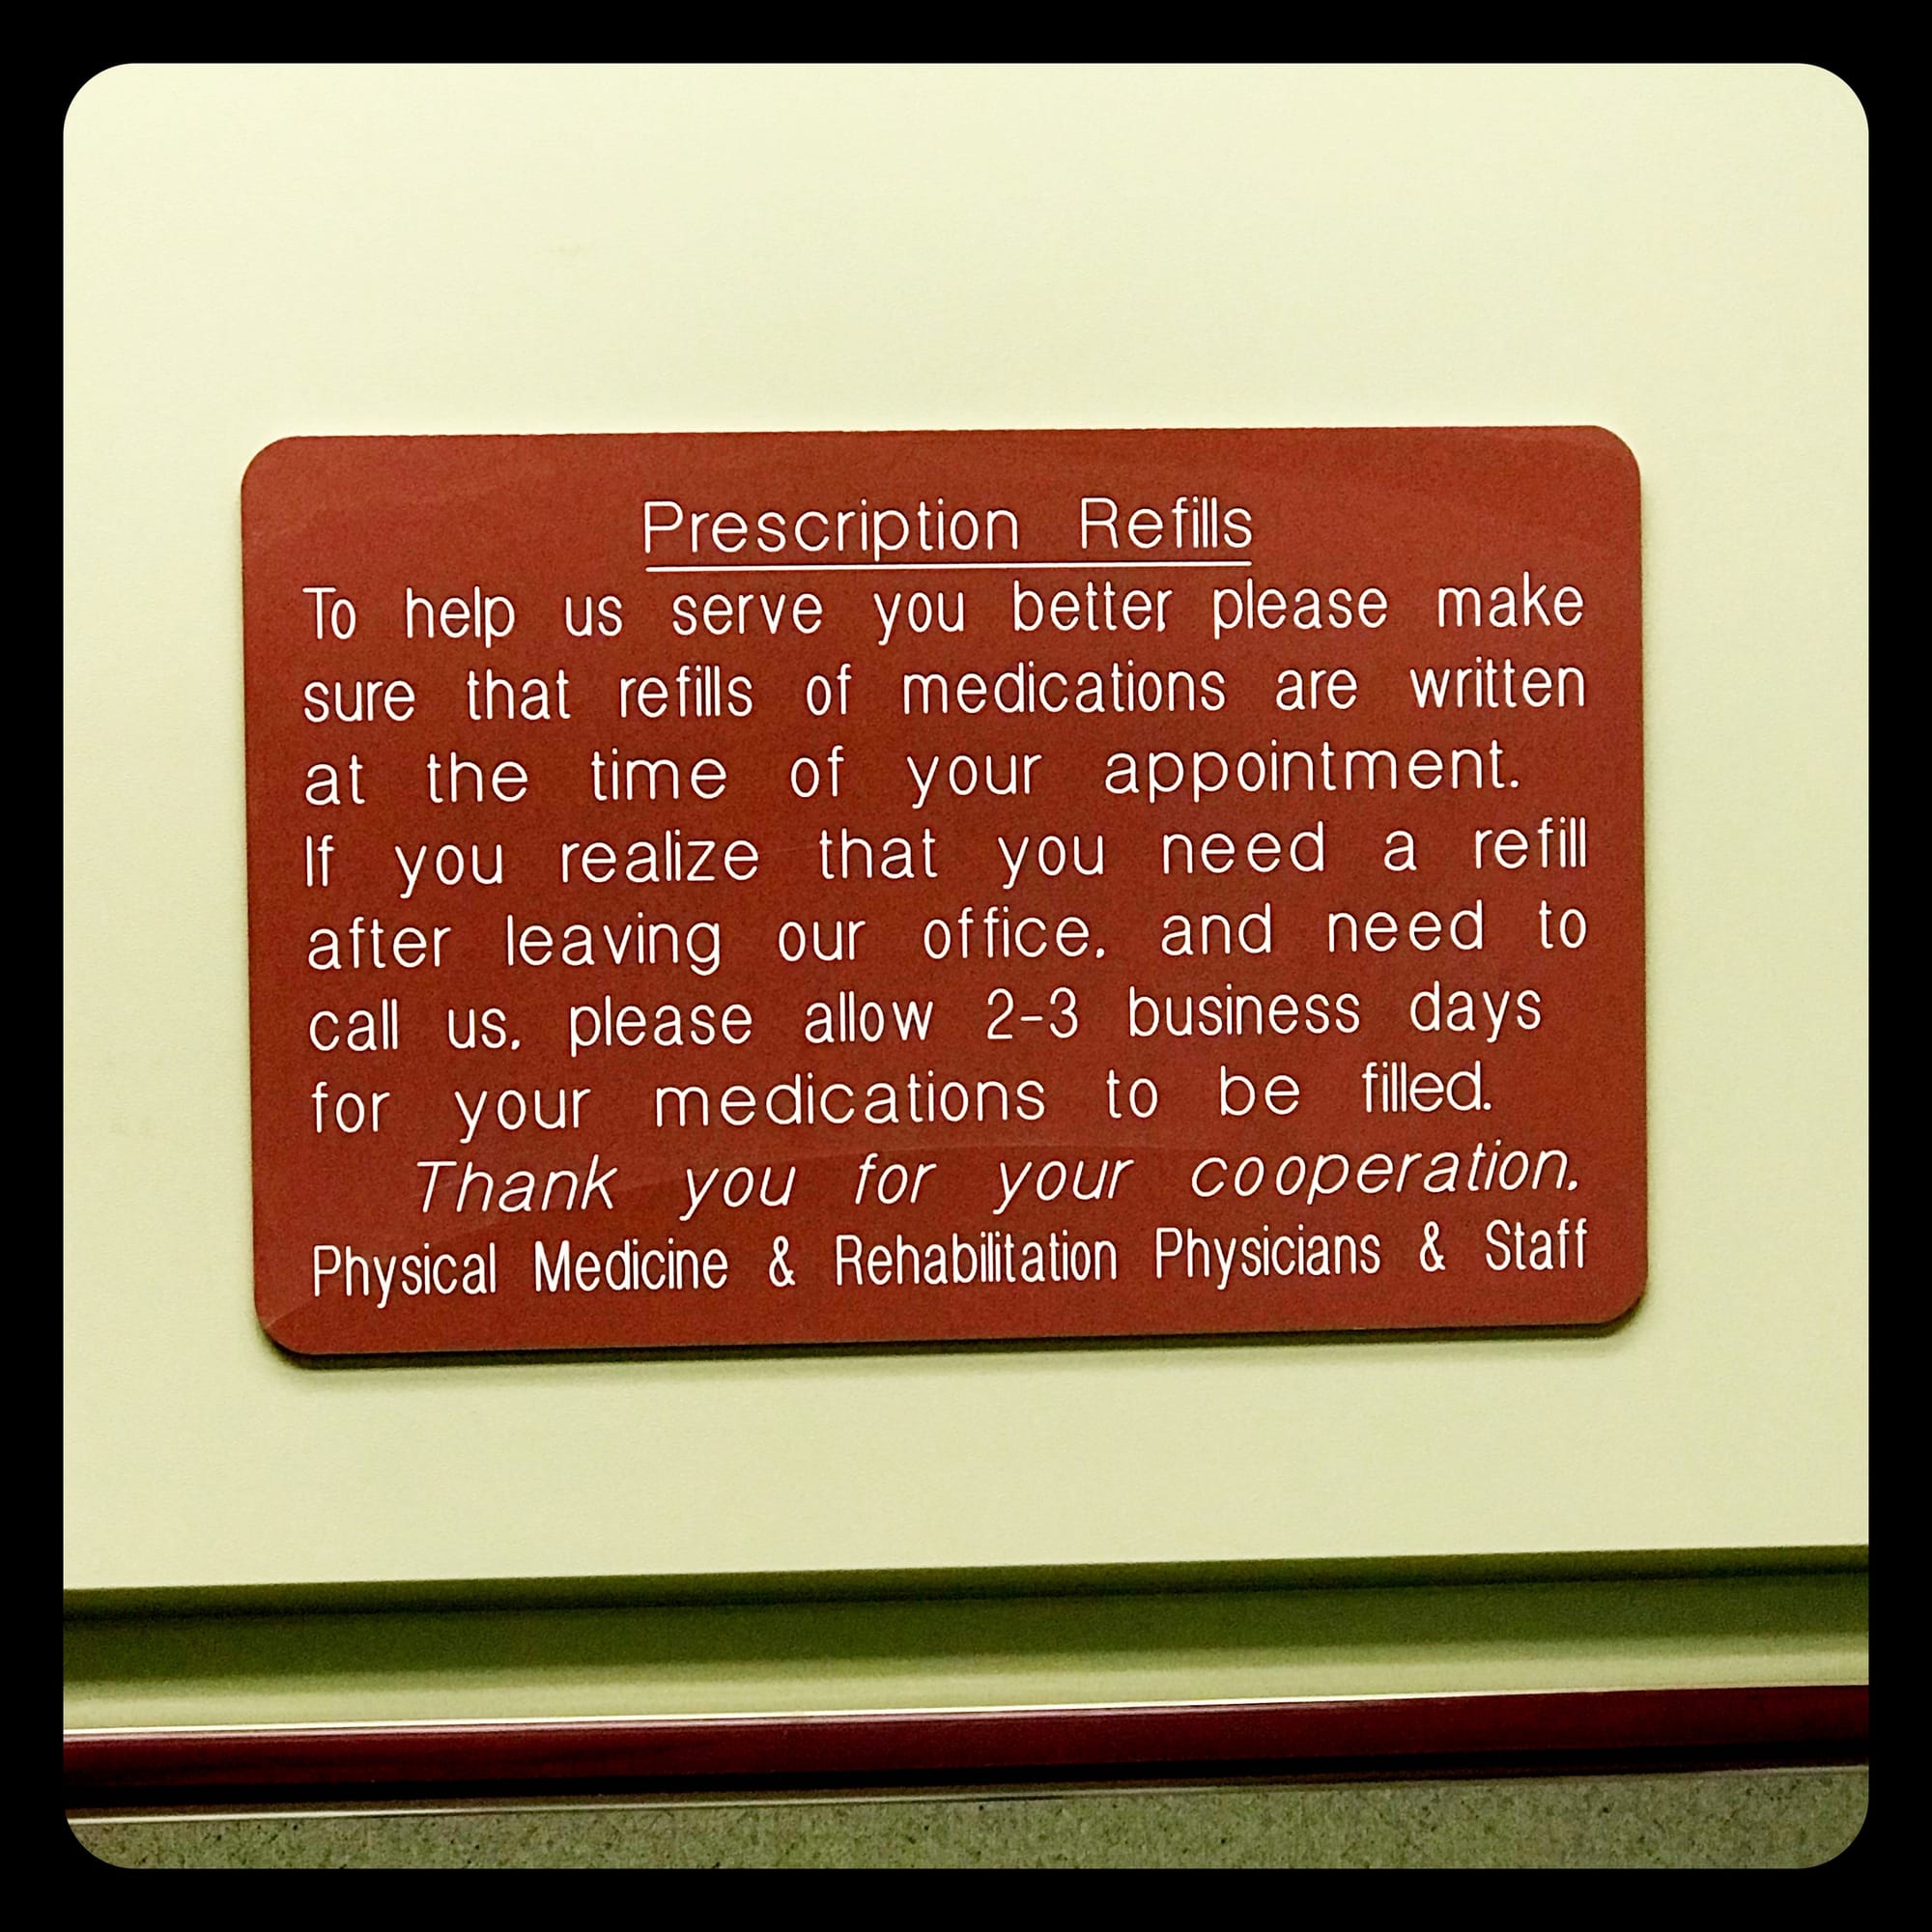 Prescription Refills
To help us serve you better please make
sure that refills of medications are written
at the time of your appointment.
If you realize that you need a refill
after leaving our office, and need to
call us, please allow 2-3 business days
for your medications to be filled.
Thank you for your cooperation,
Physical Medicine & Rehabilitation Physicians & Staff